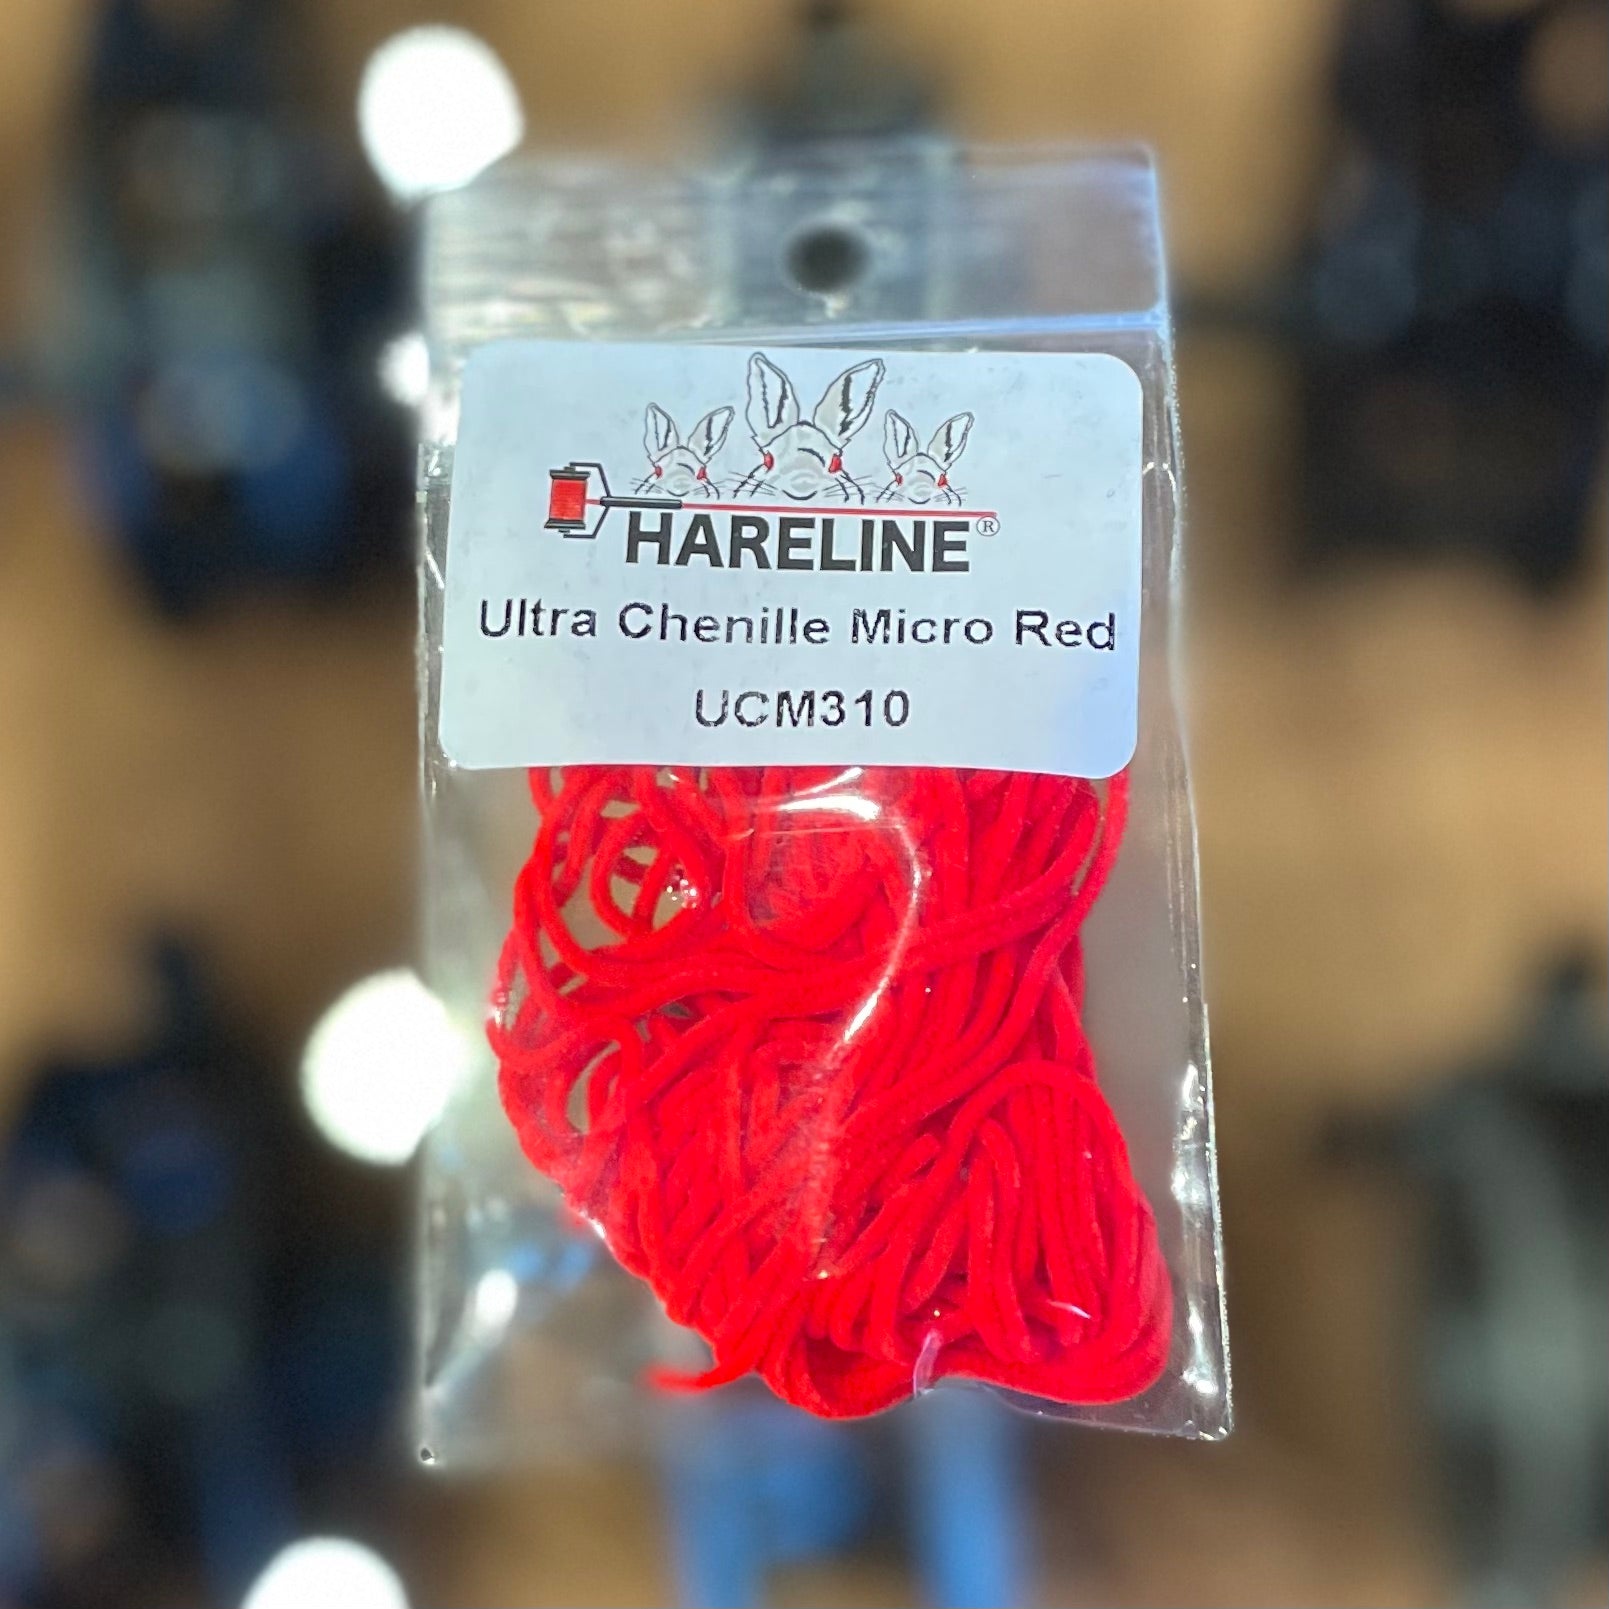 HARELINE®
Ultra Chenille Micro Red
UCM310